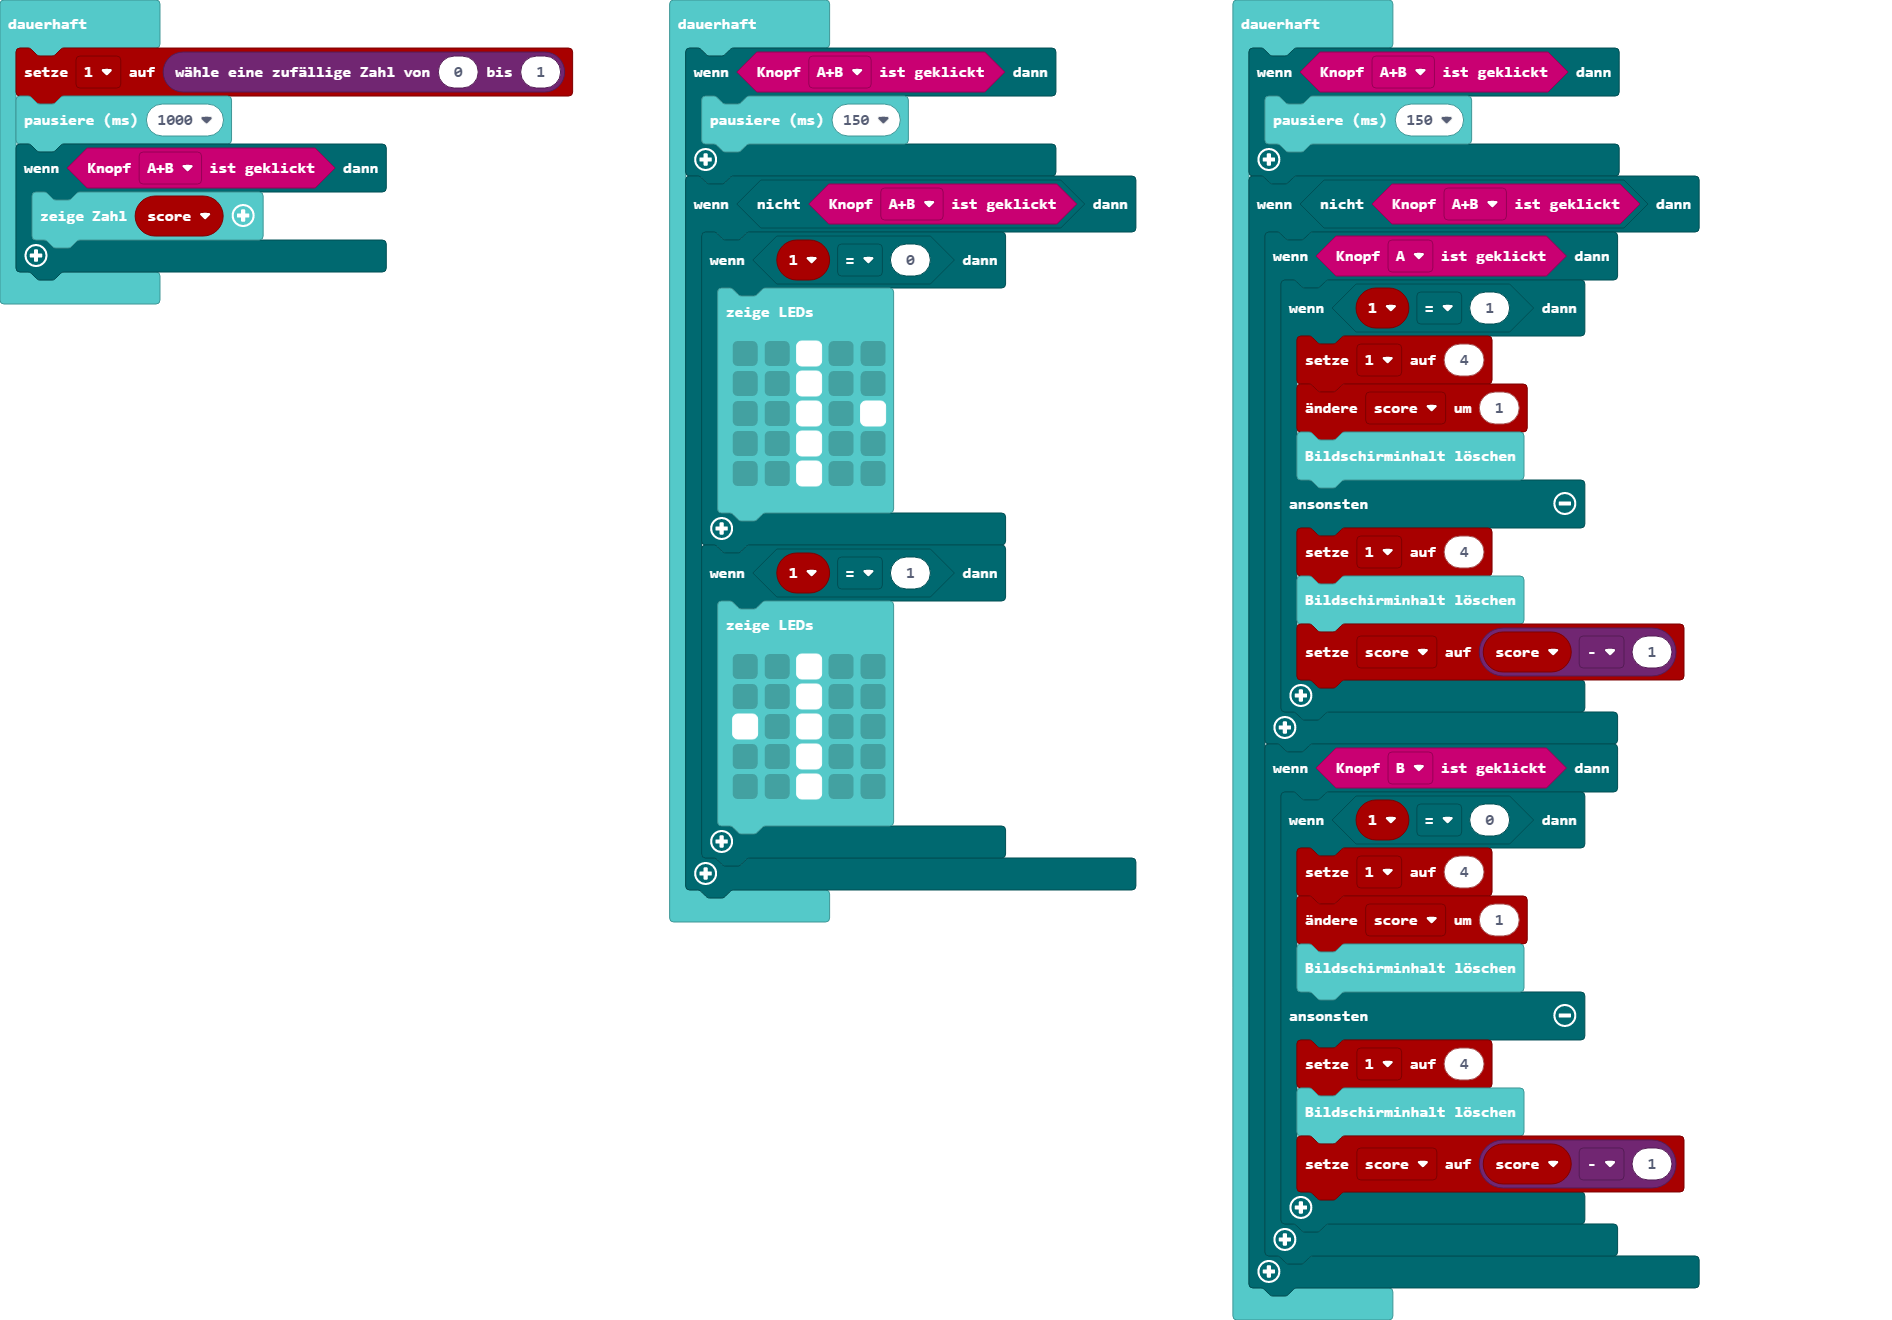 dauerhaft
setze 1 auf wähle eine zufällige Zahl von 0 bis 1
pausiere (ms) 1000
wenn Knopf A+B ist geklickt dann
zeige Zahl score
dauerhaft
wenn Knopf A+B ist geklickt dann
pausiere (ms) 150
wenn nicht Knopf A+B ist geklickt dann
wenn 1 = 0 dann
zeige LEDs
wenn 1 = 1 dann
zeige LEDs
dauerhaft
wenn Knopf A+B ist geklickt dann
pausiere (ms) 150
wenn nicht Knopf A+B ist geklickt dann
wenn Knopf A ist geklickt dann
wenn 1 = 1 dann
setze 1 auf 4
ändere score um 1
Bildschirminhalt löschen
ansonsten
setze 1 auf 4
Bildschirminhalt löschen
setze score auf score - 1
wenn Knopf B ist geklickt dann
wenn 1 = 0 dann
setze 1 auf 4
ändere score um 1
Bildschirminhalt löschen
ansonsten
setze 1 auf 4
Bildschirminhalt löschen
setze score auf score - 1